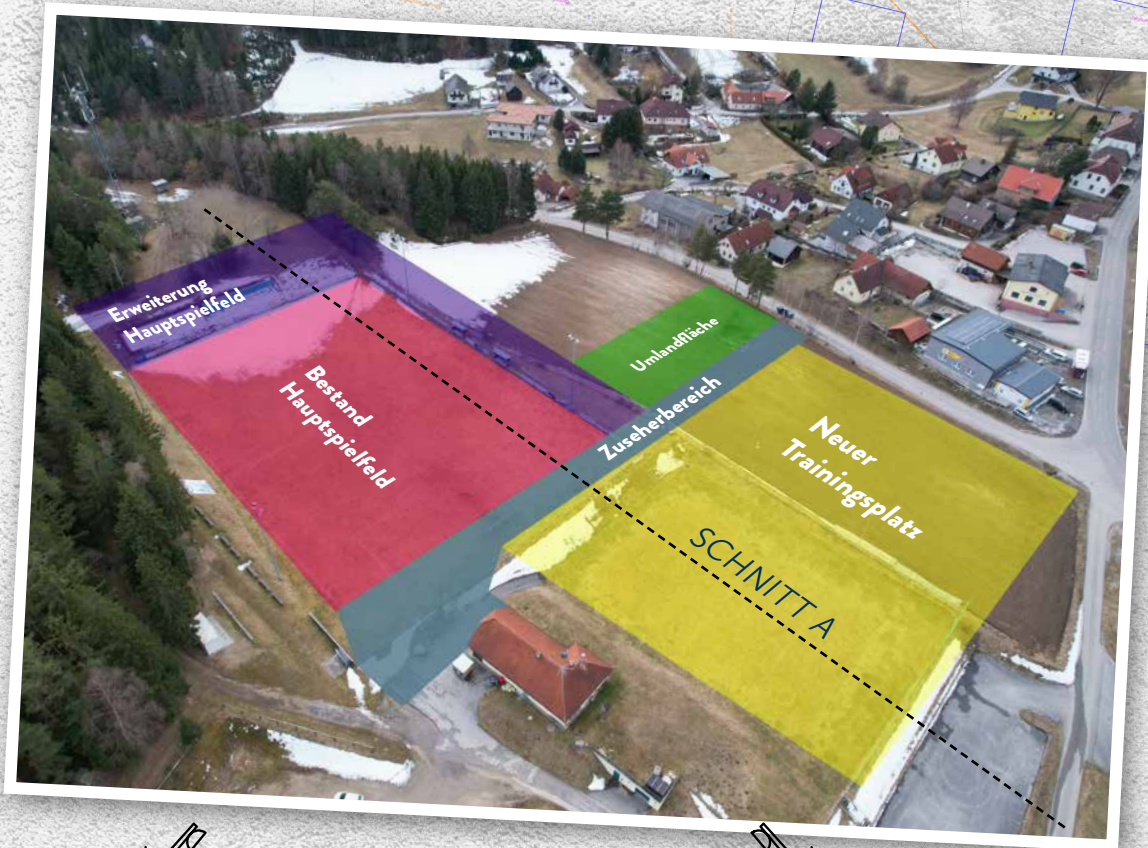 Erweiterung
Hauptspielfeld
Bestand
Hauptspielfeld
Umlandfläche
Zuseherbereich
Neuer
Trainingsplatz
SCHNITT A